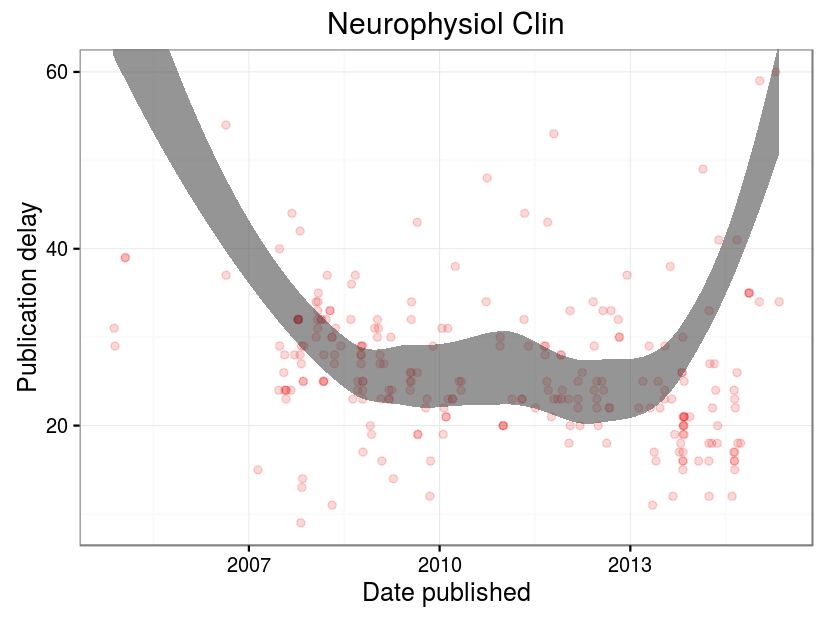 Neurophysiol Clin
Publication delay
60
40
20
2007 2010 2013
Date published